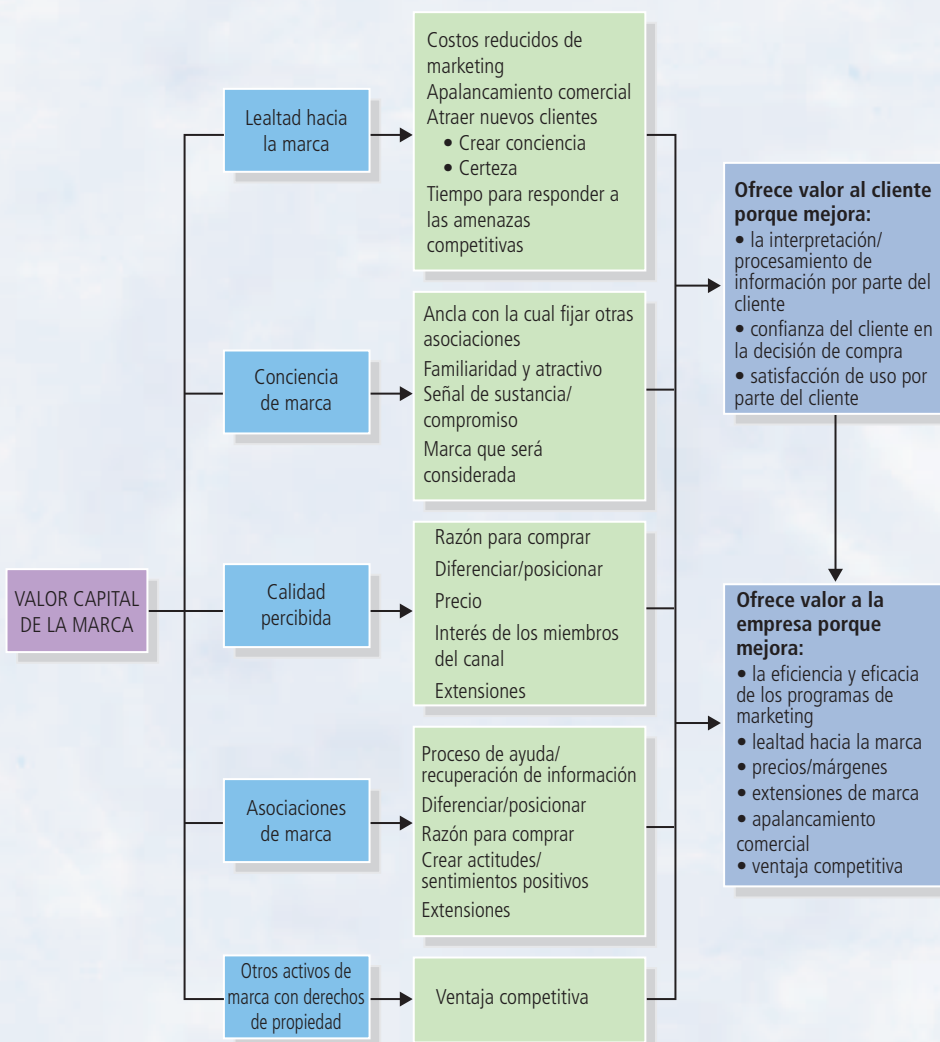 VALOR CAPITAL
DE LA MARCA
Lealtad hacia
la marca
Costos reducidos de
marketing
Apalancamiento comercial
Atraer nuevos clientes
• Crear conciencia
• Certeza
Tiempo para responder a
las amenazas
competitivas
Conciencia
de marca
Ancla con la cual fijar otras
asociaciones
Familiaridad y atractivo
Señal de sustancia/
compromiso
Marca que será
considerada
Calidad
percibida
Razón para comprar
Diferenciar/posicionar
Precio
Interés de los miembros
del canal
Extensiones
Asociaciones
de marca
Proceso de ayuda/
recuperación de información
Diferenciar/posicionar
Razón para comprar
Crear actitudes/
sentimientos positivos
Extensiones
Otros activos de
marca con derechos
de propiedad
Ventaja competitiva
Ofrece valor al cliente
porque mejora:
• la interpretación/
procesamiento de
información por parte del
cliente
• confianza del cliente en
la decisión de compra
• satisfacción de uso por
parte del cliente
Ofrece valor a la
empresa porque
mejora:
• la eficiencia y eficacia
de los programas de
marketing
• lealtad hacia la marca
• precios/márgenes
• extensiones de marca
• apalancamiento
comercial
• ventaja competitiva